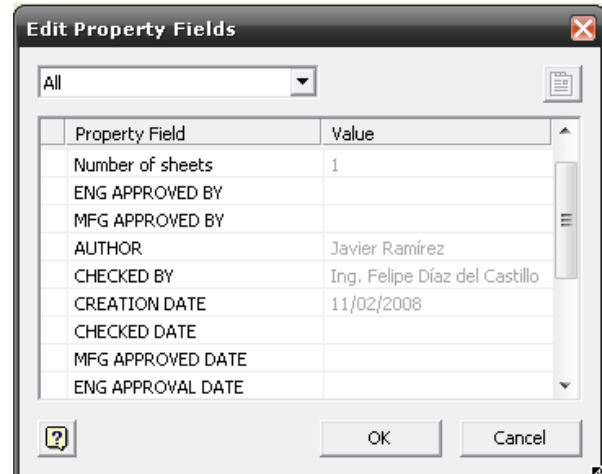 Edit Property Fields
All
Property Field Value
Number of sheets 1
ENG APPROVED BY
MFG APPROVED BY
AUTHOR Javier Ramírez
CHECKED BY Ing. Felipe Díaz del Castillo
CREATION DATE 11/02/2008
CHECKED DATE
MFG APPROVED DATE
ENG APPROVAL DATE
? OK Cancel